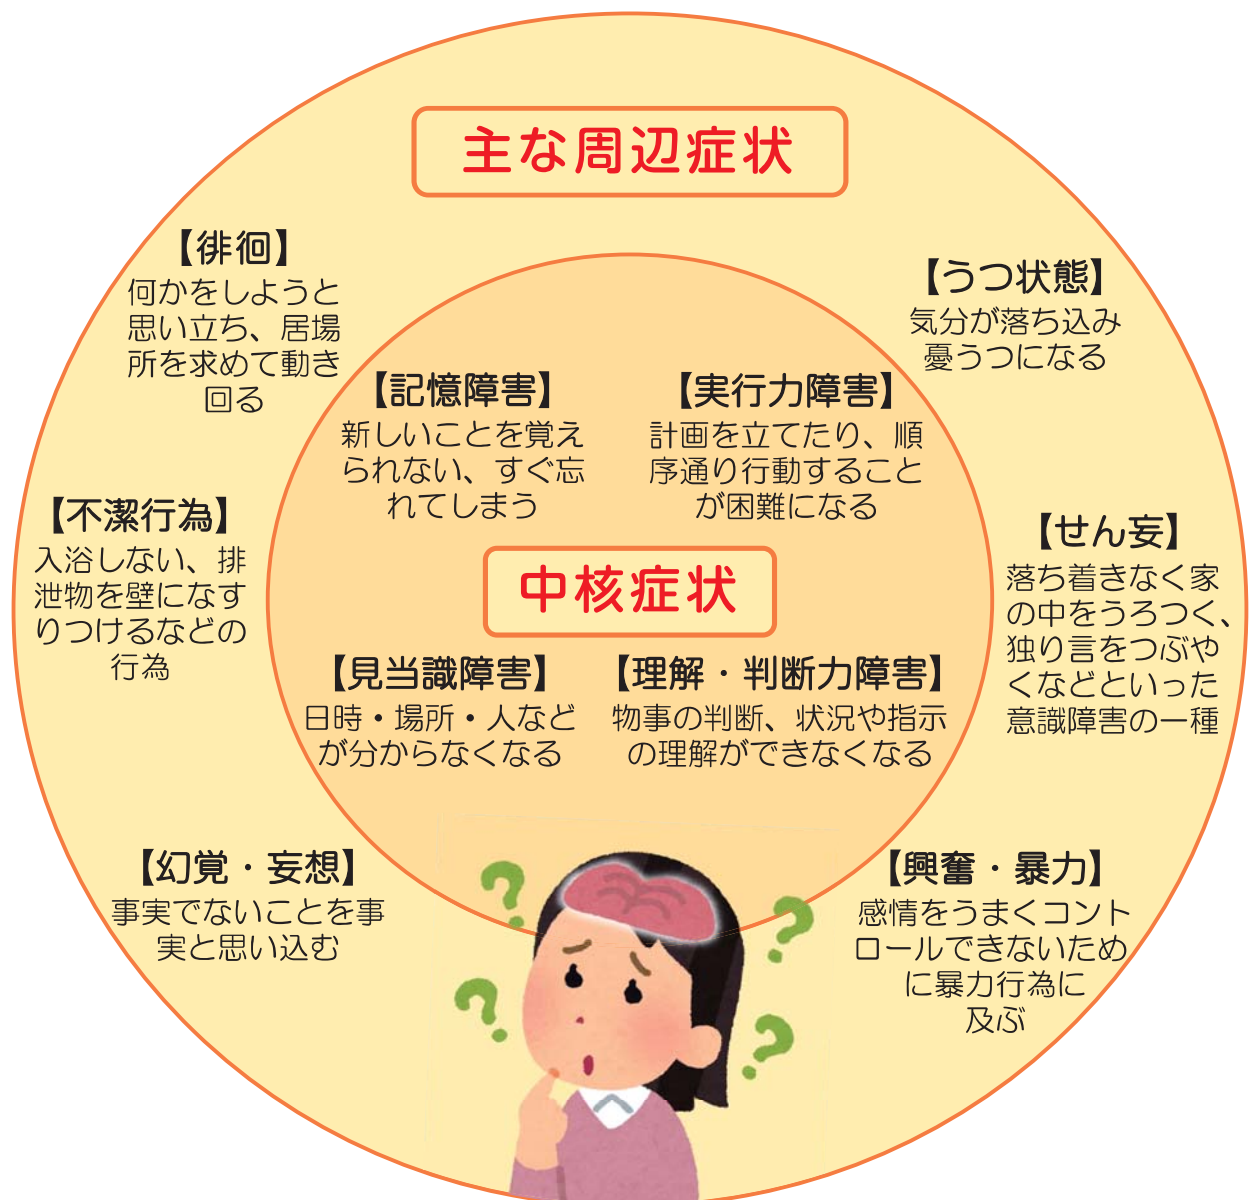 主な周辺症状
【徘徊】
何かをしようと
思い立ち、居場
所を求めて動き
回る
【うつ状態】
気分が落ち込み
憂うつになる
【記憶障害】
新しいことを覚え
られない、すぐ忘
れてしまう
【実行力障害】
計画を立てたり、順
序通り行動すること
が困難になる
【不潔行為】
入浴しない、排
泄物を壁になす
りつけるなどの
行為
【せん妄】
落ち着きなく家
の中をうろつく、
独り言をつぶや
くなどといった
意識障害の一種
中核症状
【見当識障害】
日時・場所・人など
が分からなくなる
【理解・判断力障害】
物事の判断、状況や指示
の理解ができなくなる
【幻覚・妄想】
事実でないことを事
実と思い込む
【興奮・暴力】
感情をうまくコント
ロールできないため
に暴力行為に
及ぶ